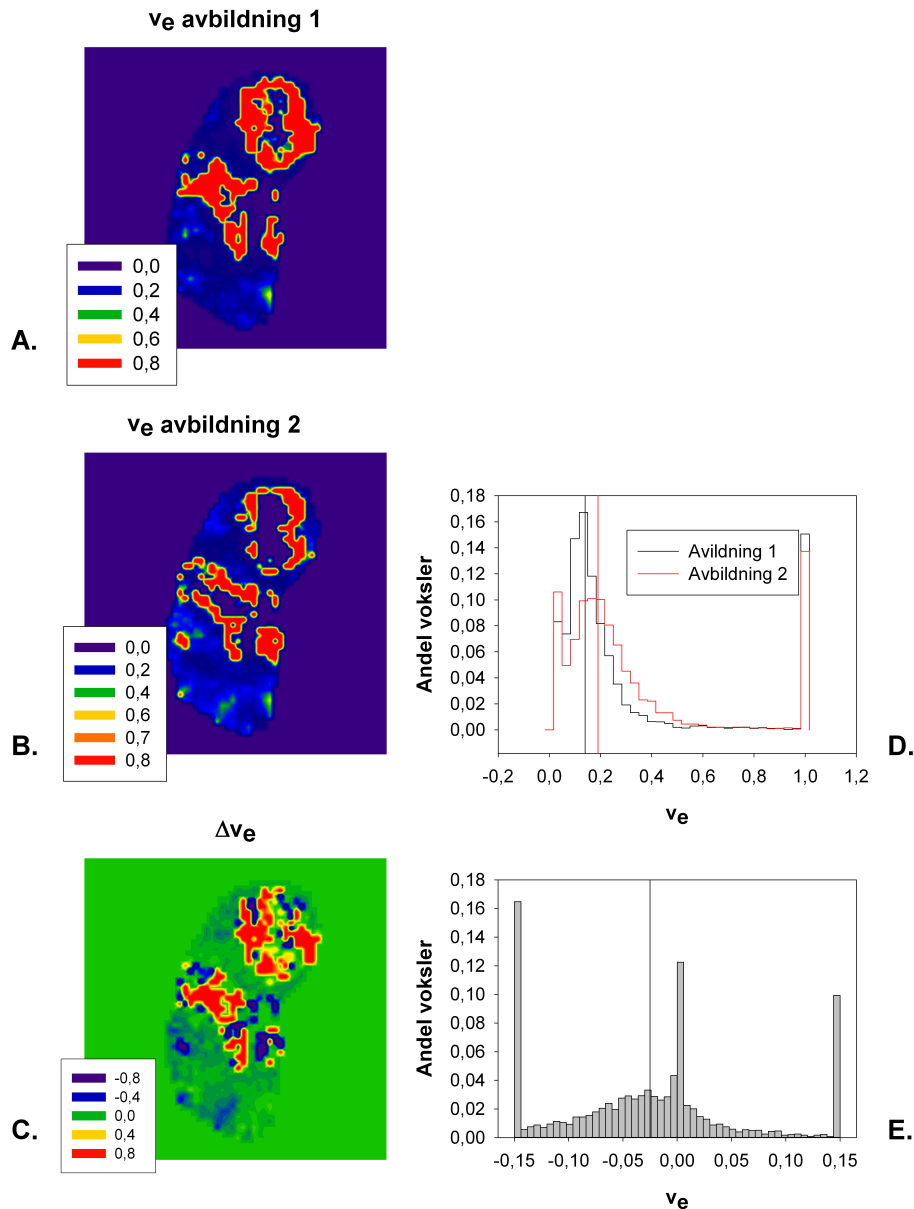 ve avbildning 1
0,0
0,2
0,4
0,6
0,8
A.
ve avbildning 2
0,0
0,2
0,4
0,6
0,7
0,8
B.
0,18
0,16
0,14
0,12
0,10
0,08
0,06
0,04
0,02
0,00
Andel voksler
Avildning 1
Avbildning 2
-0,2 0,0 0,2 0,4 0,6 0,8 1,0 1,2
ve
D.
Δve
-0,8
-0,4
0,0
0,4
0,8
C.
0,18
0,16
0,14
0,12
0,10
0,08
0,06
0,04
0,02
0,00
Andel voksler
-0,15 -0,10 -0,05 0,00 0,05 0,10 0,15
ve
E.